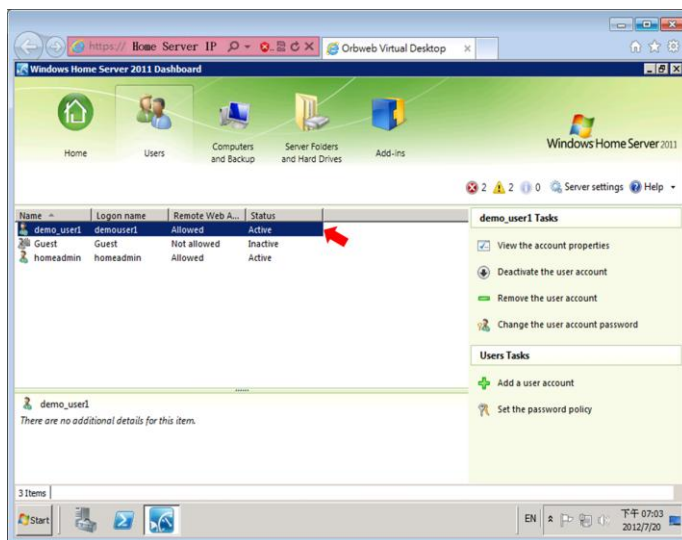 https:// Home Server IP
Orbweb Virtual Desktop
Windows Home Server 2011 Dashboard
Home
Users
Computers
and Backup
Server Folders
and Hard Drives
Add-ins
Windows Home Server 2011
2 2 0 Server settings Help
Name Logon name Remote Web A... Status
demo_user1 demouser1 Allowed Active
Guest Guest Not allowed Inactive
homeadmin homeadmin Allowed Active
demo_user1 Tasks
View the account properties
Deactivate the user account
Remove the user account
Change the user account password
Users Tasks
Add a user account
Set the password policy
demo_user1
There are no additional details for this item.
3 Items
Start
EN
下午 07:03
2012/7/20